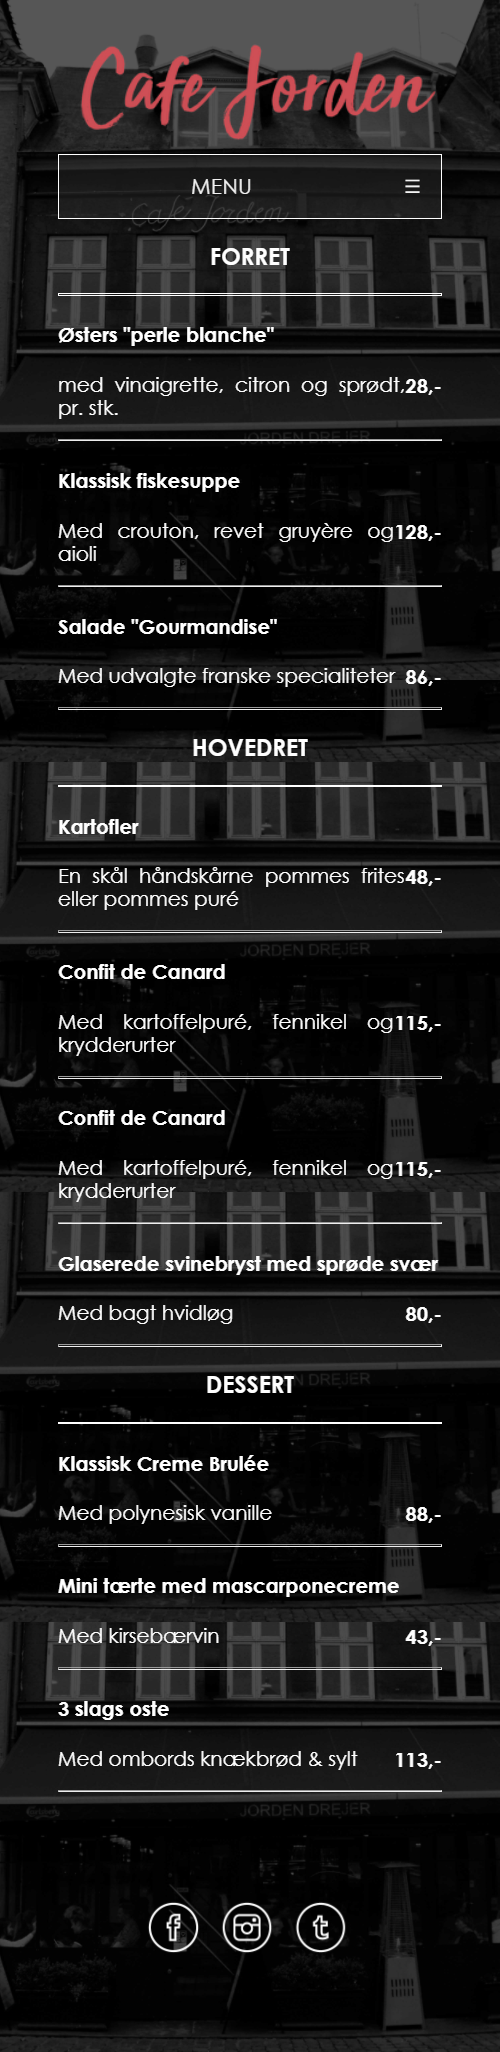 Cafe Jorden
MENU ☰
Café Jorden
FORRET
Østers "perle blanche"
med vinaigrette, citron og sprødt, 28,-
pr. stk.
JORDEN DREJER
Klassisk fiskesuppe
Med crouton, revet gruyère og 128,-
aioli
Salade "Gourmandise"
Med udvalgte franske specialiteter 86,-
HOVEDRET
Kartofler
En skål håndskårne pommes frites 48,-
eller pommes puré
JORDEN DREJER
Confit de Canard
Med kartoffelpuré, fennikel og 115,-
krydderurter
Confit de Canard
Med kartoffelpuré, fennikel og 115,-
krydderurter
Glaserede svinebryst med sprøde svær
Med bagt hvidløg 80,-
DESSERT
DREJER
Klassisk Creme Brulée
Med polynesisk vanille 88,-
Mini tærte med mascarponecreme
Med kirsebærvin 43,-
3 slags oste
Med ombords knækbrød & sylt 113,-
JORDEN DREJER
f
t